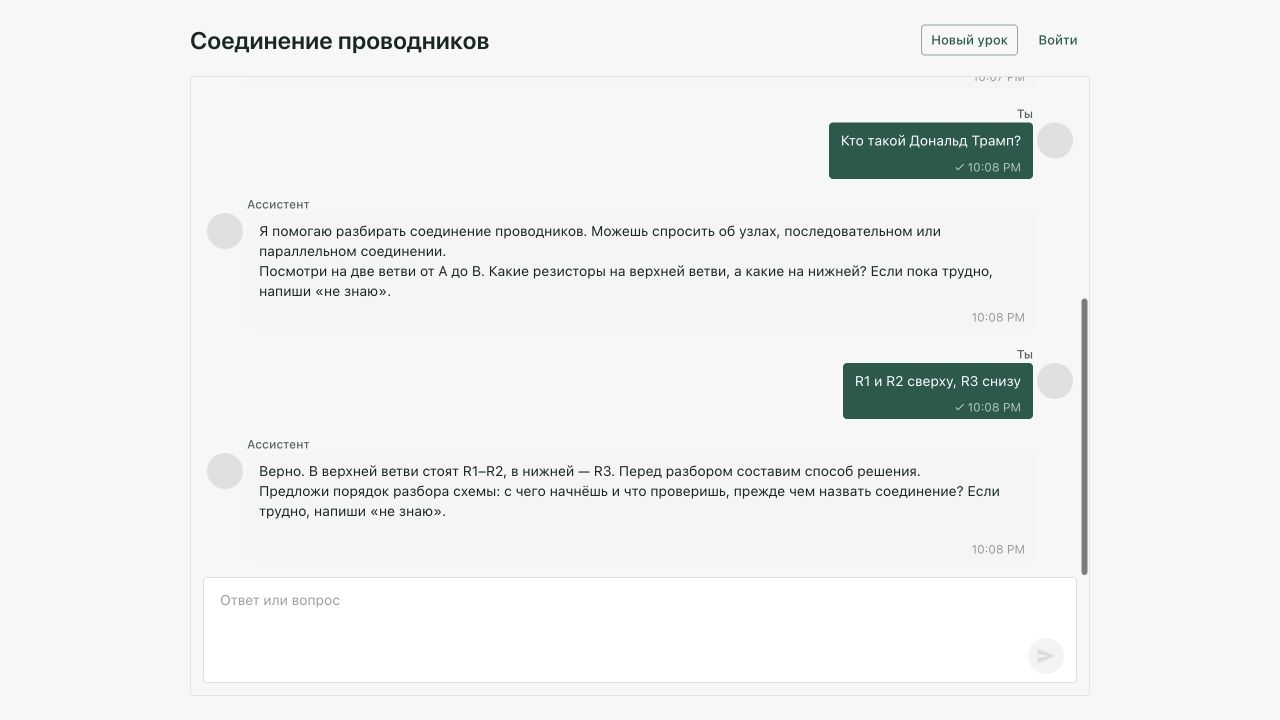 Соединение проводников
Новый урок
Войти
10:07 PM
Ты
Кто такой Дональд Трамп?
✓ 10:08 PM
Ассистент
Я помогаю разбирать соединение проводников. Можешь спросить об узлах, последовательном или
параллельном соединении.
Посмотри на две ветви от A до B. Какие резисторы на верхней ветви, а какие на нижней? Если пока трудно,
напиши «не знаю».
10:08 PM
Ты
R1 и R2 сверху, R3 снизу
✓ 10:08 PM
Ассистент
Верно. В верхней ветви стоят R1–R2, в нижней — R3. Перед разбором составим способ решения.
Предложи порядок разбора схемы: с чего начнёшь и что проверишь, прежде чем назвать соединение? Если
трудно, напиши «не знаю».
10:08 PM
Ответ или вопрос